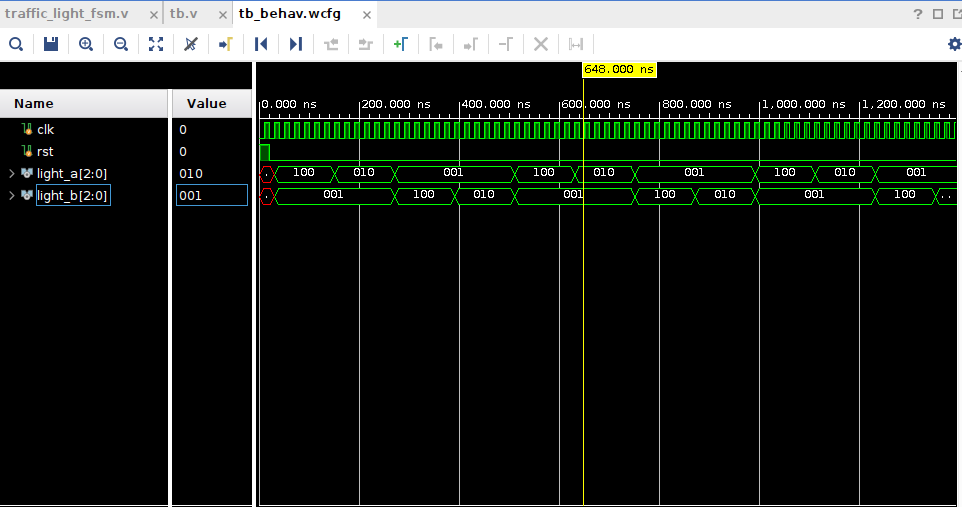 traffic_light_fsm.v × tb.v × tb_behav.wcfg × ?
648.000 ns
Name Value
0.000 ns 200.000 ns 400.000 ns 600.000 ns 800.000 ns 1,000.000 ns 1,200.000 ns
clk 0
rst 0
light_a[2:0] 010 . 100 010 001 100 010 001 100 010 001
light_b[2:0] 001 . 001 100 010 001 100 010 001 100 ..